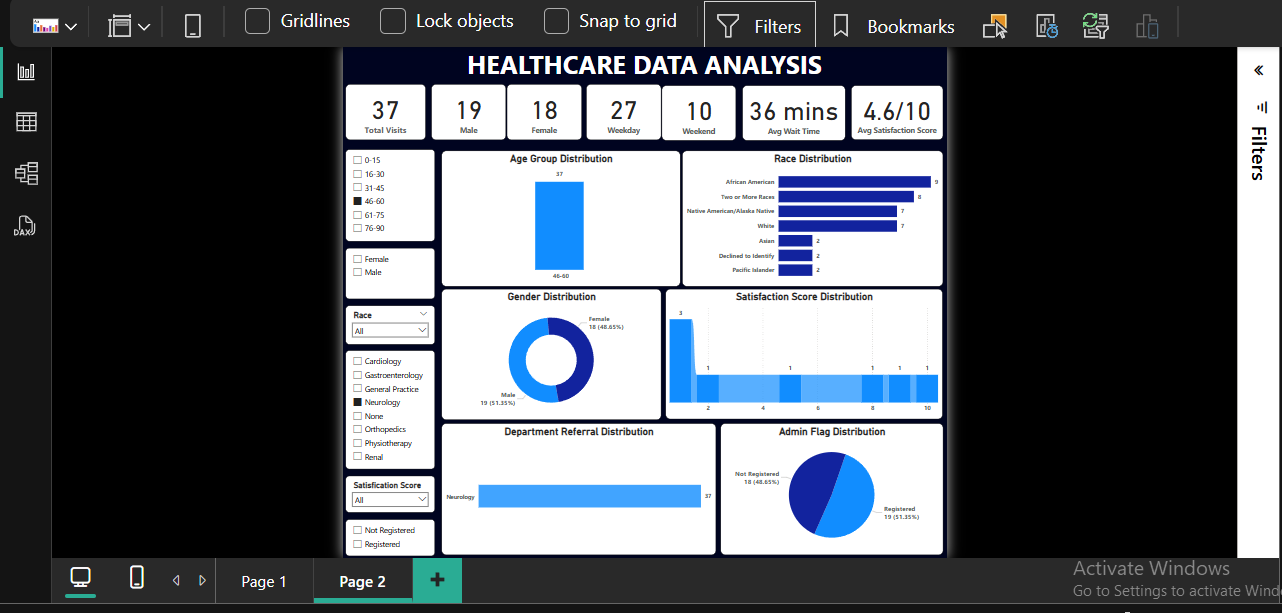 Gridlines
Lock objects
Snap to grid
Filters
Bookmarks
HEALTHCARE DATA ANALYSIS
37
Total Visits
19
Male
18
Female
27
Weekday
10
Weekend
36 mins
Avg Wait Time
4.6/10
Avg Satisfaction Score
0-15
16-30
31-45
46-60
61-75
76-90
Female
Male
Race
All
Cardiology
Gastroenterology
General Practice
Neurology
None
Orthopedics
Physiotherapy
Renal
Satisfication Score
All
Not Registered
Registered
Age Group Distribution
37
46-60
Race Distribution
African American 9
Two or More Races 8
Native American/Alaska Native 7
White 7
Asian 2
Declined to Identify 2
Pacific Islander 2
Gender Distribution
Female
18 (48.65%)
Male
19 (51.35%)
Satisfaction Score Distribution
3
1 1 1 1 1
2 4 6 8 10
Department Referral Distribution
Neurology 37
Admin Flag Distribution
Not Registered
18 (48.65%)
Registered
19 (51.35%)
Filters
DAX
Page 1
Page 2
Activate Windows
Go to Settings to activate Wind